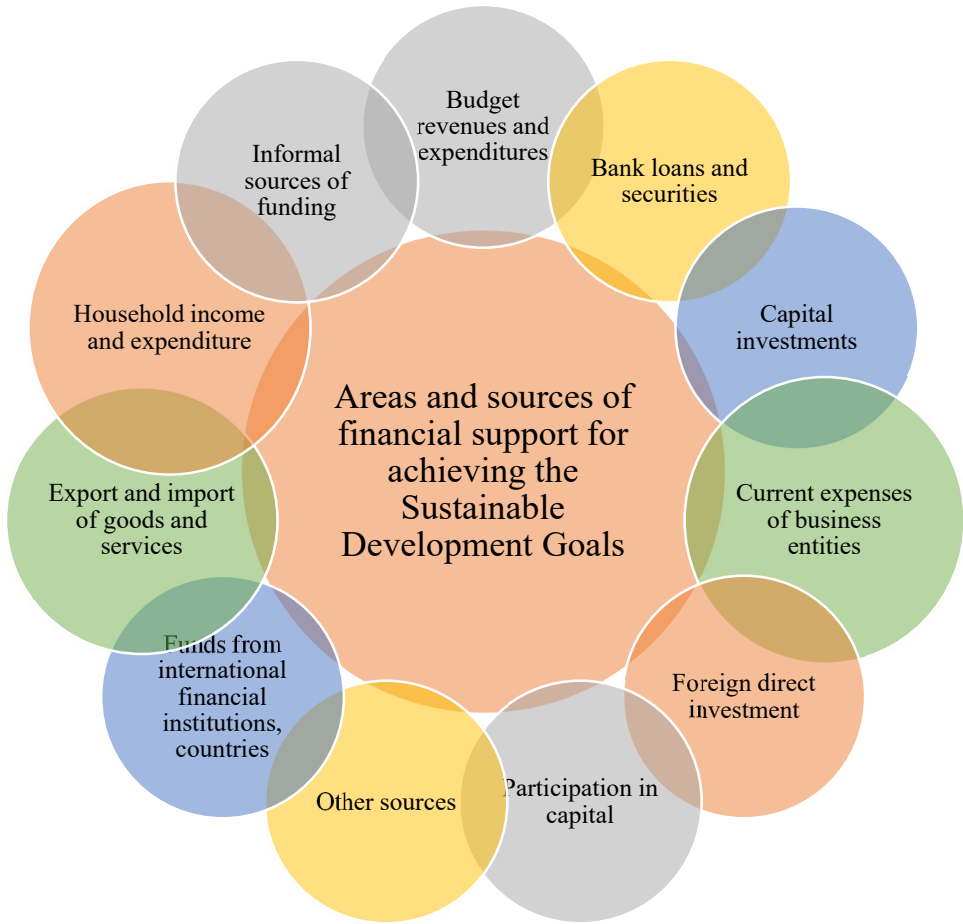 Budget
revenues and
expenditures
Bank loans and
securities
Capital
investments
Current expenses
of business
entities
Foreign direct
investment
Participation in
capital
Other sources
Funds from
international
financial
institutions,
countries
Export and import
of goods and
services
Household income
and expenditure
Informal
sources of
funding
Areas and sources of
financial support for
achieving the
Sustainable
Development Goals